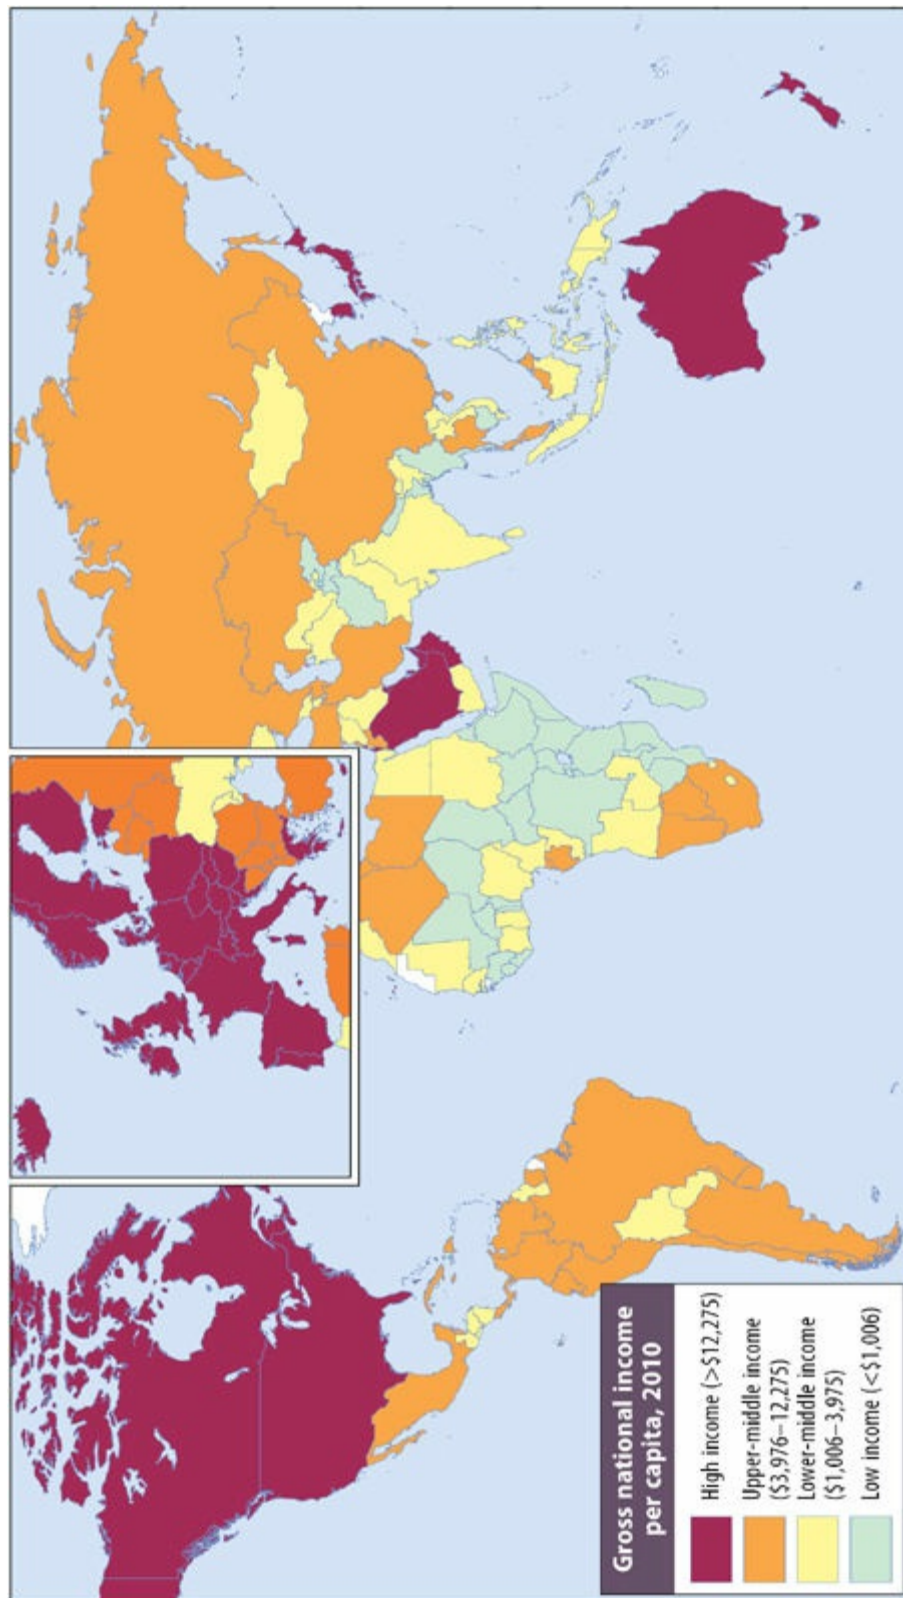 Gross national income
per capita, 2010
High income (>$12,275)
Upper-middle income
($3,976–12,275)
Lower-middle income
($1,006–3,975)
Low income (<$1,006)